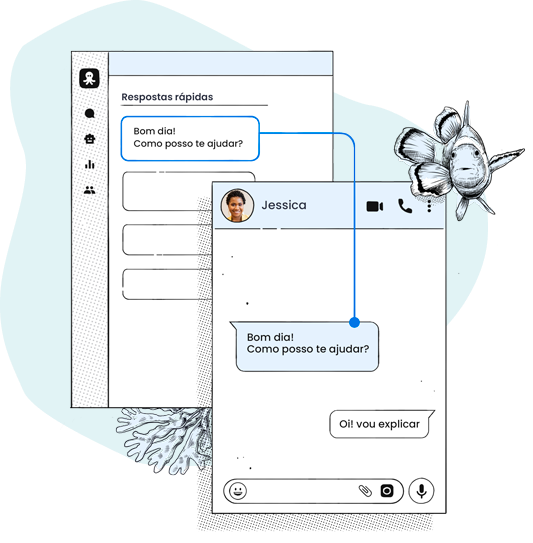 Respostas rápidas
Bom dia!
Como posso te ajudar?
Jessica
Bom dia!
Como posso te ajudar?
Oi! vou explicar